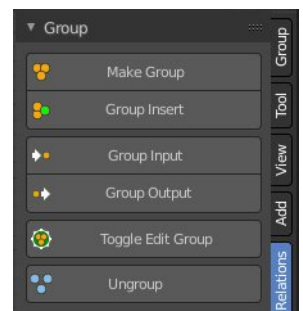 Group
Make Group
Group Insert
Group Input
Group Output
Toggle Edit Group
Ungroup
Group
Tool
View
Add
Relations